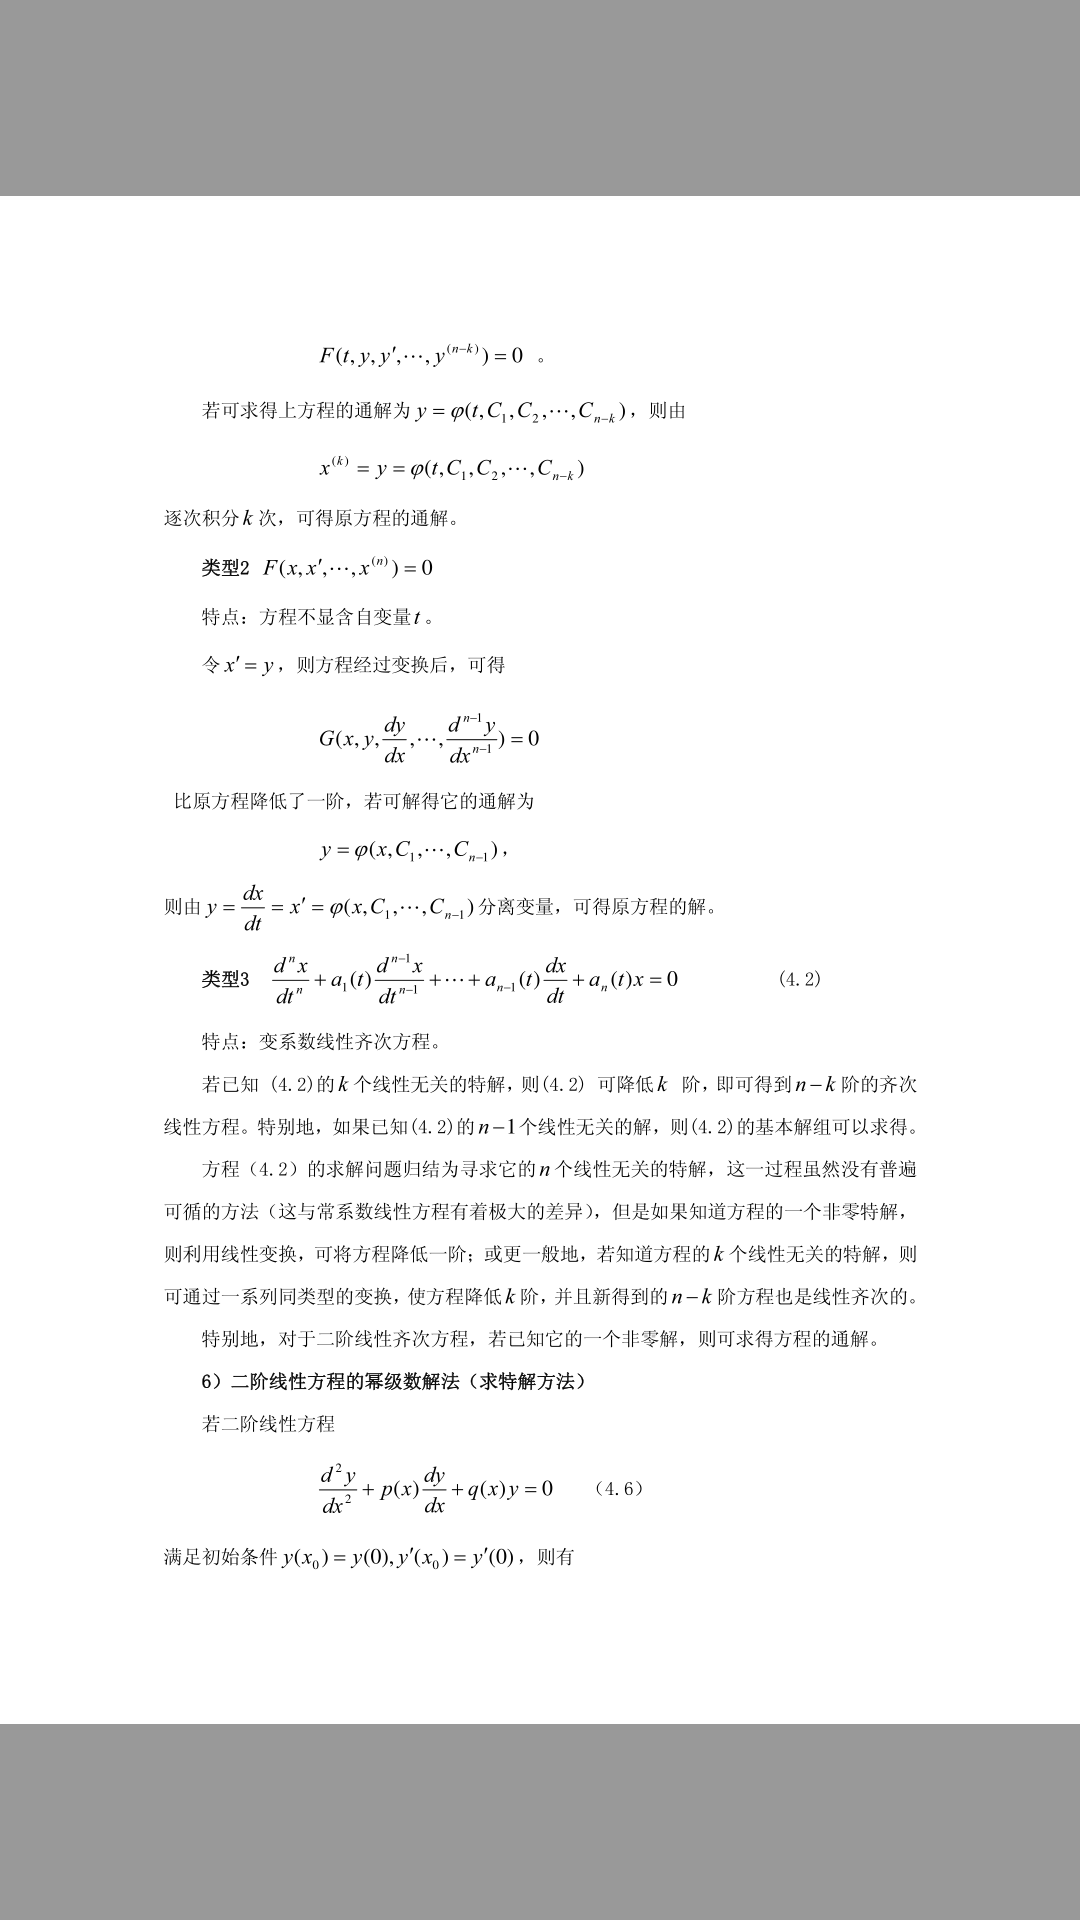 F(t, y, y′, ⋯, y^(n−k)) = 0 。
若可求得上方程的通解为 y = φ(t, C₁, C₂, ⋯, Cₙ₋ₖ)，则由
x^(k) = y = φ(t, C₁, C₂, ⋯, Cₙ₋ₖ)
逐次积分 k 次，可得原方程的通解。
类型2 F(x, x′, ⋯, x^(n)) = 0
特点：方程不显含自变量 t 。
令 x′ = y，则方程经过变换后，可得
G(x, y, dy/dx, ⋯, d^(n−1)y/dx^(n−1)) = 0
比原方程降低了一阶，若可解得它的通解为
y = φ(x, C₁, ⋯, Cₙ₋₁)，
则由 y = dx/dt = x′ = φ(x, C₁, ⋯, Cₙ₋₁) 分离变量，可得原方程的解。
类型3 d^n x/dt^n + a₁(t) d^(n−1)x/dt^(n−1) + ⋯ + aₙ₋₁(t) dx/dt + aₙ(t)x = 0 (4.2)
特点：变系数线性齐次方程。
若已知 (4.2)的 k 个线性无关的特解，则(4.2) 可降低 k 阶，即可得到 n − k 阶的齐次
线性方程。特别地，如果已知(4.2)的 n −1个线性无关的解，则(4.2)的基本解组可以求得。
方程（4.2）的求解问题归结为寻求它的 n 个线性无关的特解，这一过程虽然没有普遍
可循的方法（这与常系数线性方程有着极大的差异），但是如果知道方程的一个非零特解，
则利用线性变换，可将方程降低一阶；或更一般地，若知道方程的 k 个线性无关的特解，则
可通过一系列同类型的变换，使方程降低 k 阶，并且新得到的 n − k 阶方程也是线性齐次的。
特别地，对于二阶线性齐次方程，若已知它的一个非零解，则可求得方程的通解。
6）二阶线性方程的幂级数解法（求特解方法）
若二阶线性方程
d²y/dx² + p(x) dy/dx + q(x)y = 0 （4.6）
满足初始条件 y(x₀) = y(0), y′(x₀) = y′(0)，则有